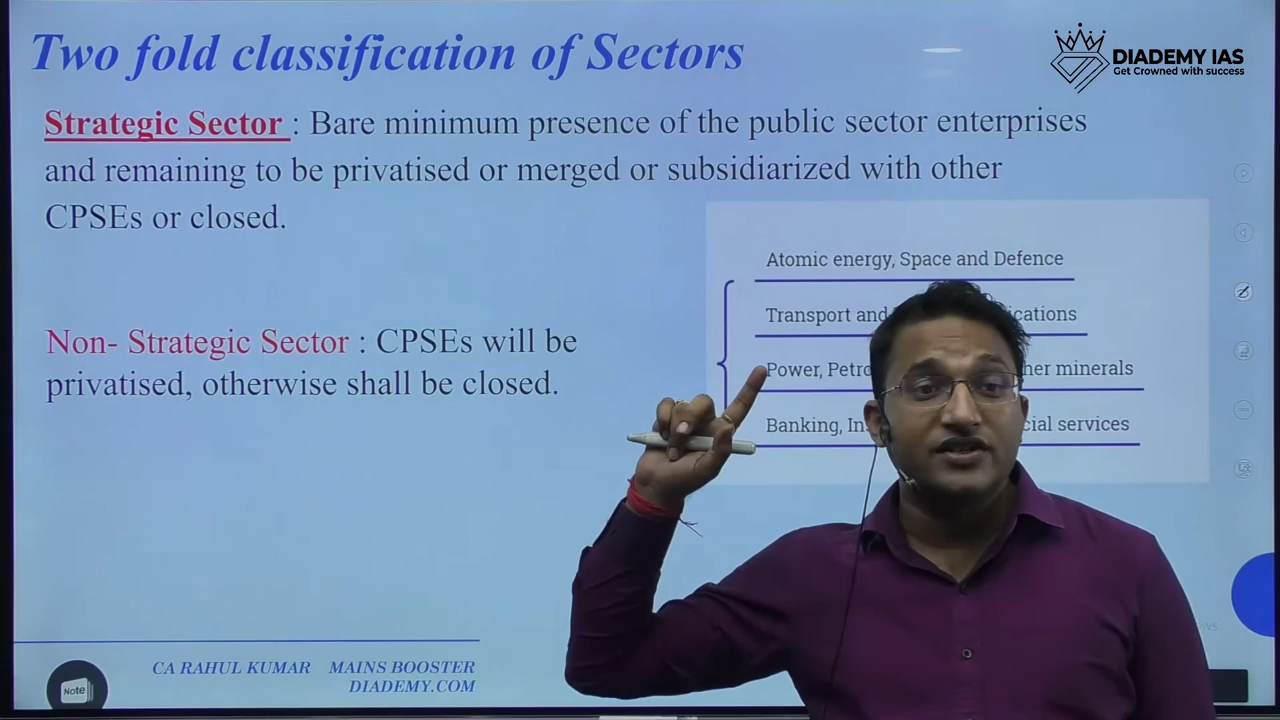 Two fold classification of Sectors
DIADEMY IAS
Get Crowned with success
Strategic Sector : Bare minimum presence of the public sector enterprises
and remaining to be privatised or merged or subsidiarized with other
CPSEs or closed.
Atomic energy, Space and Defence
Transport and
Power,
minerals
Banking,
services
Non- Strategic Sector : CPSEs will be
privatised, otherwise shall be closed.
CA RAHUL KUMAR MAINS BOOSTER
DIADEMY.COM
Note